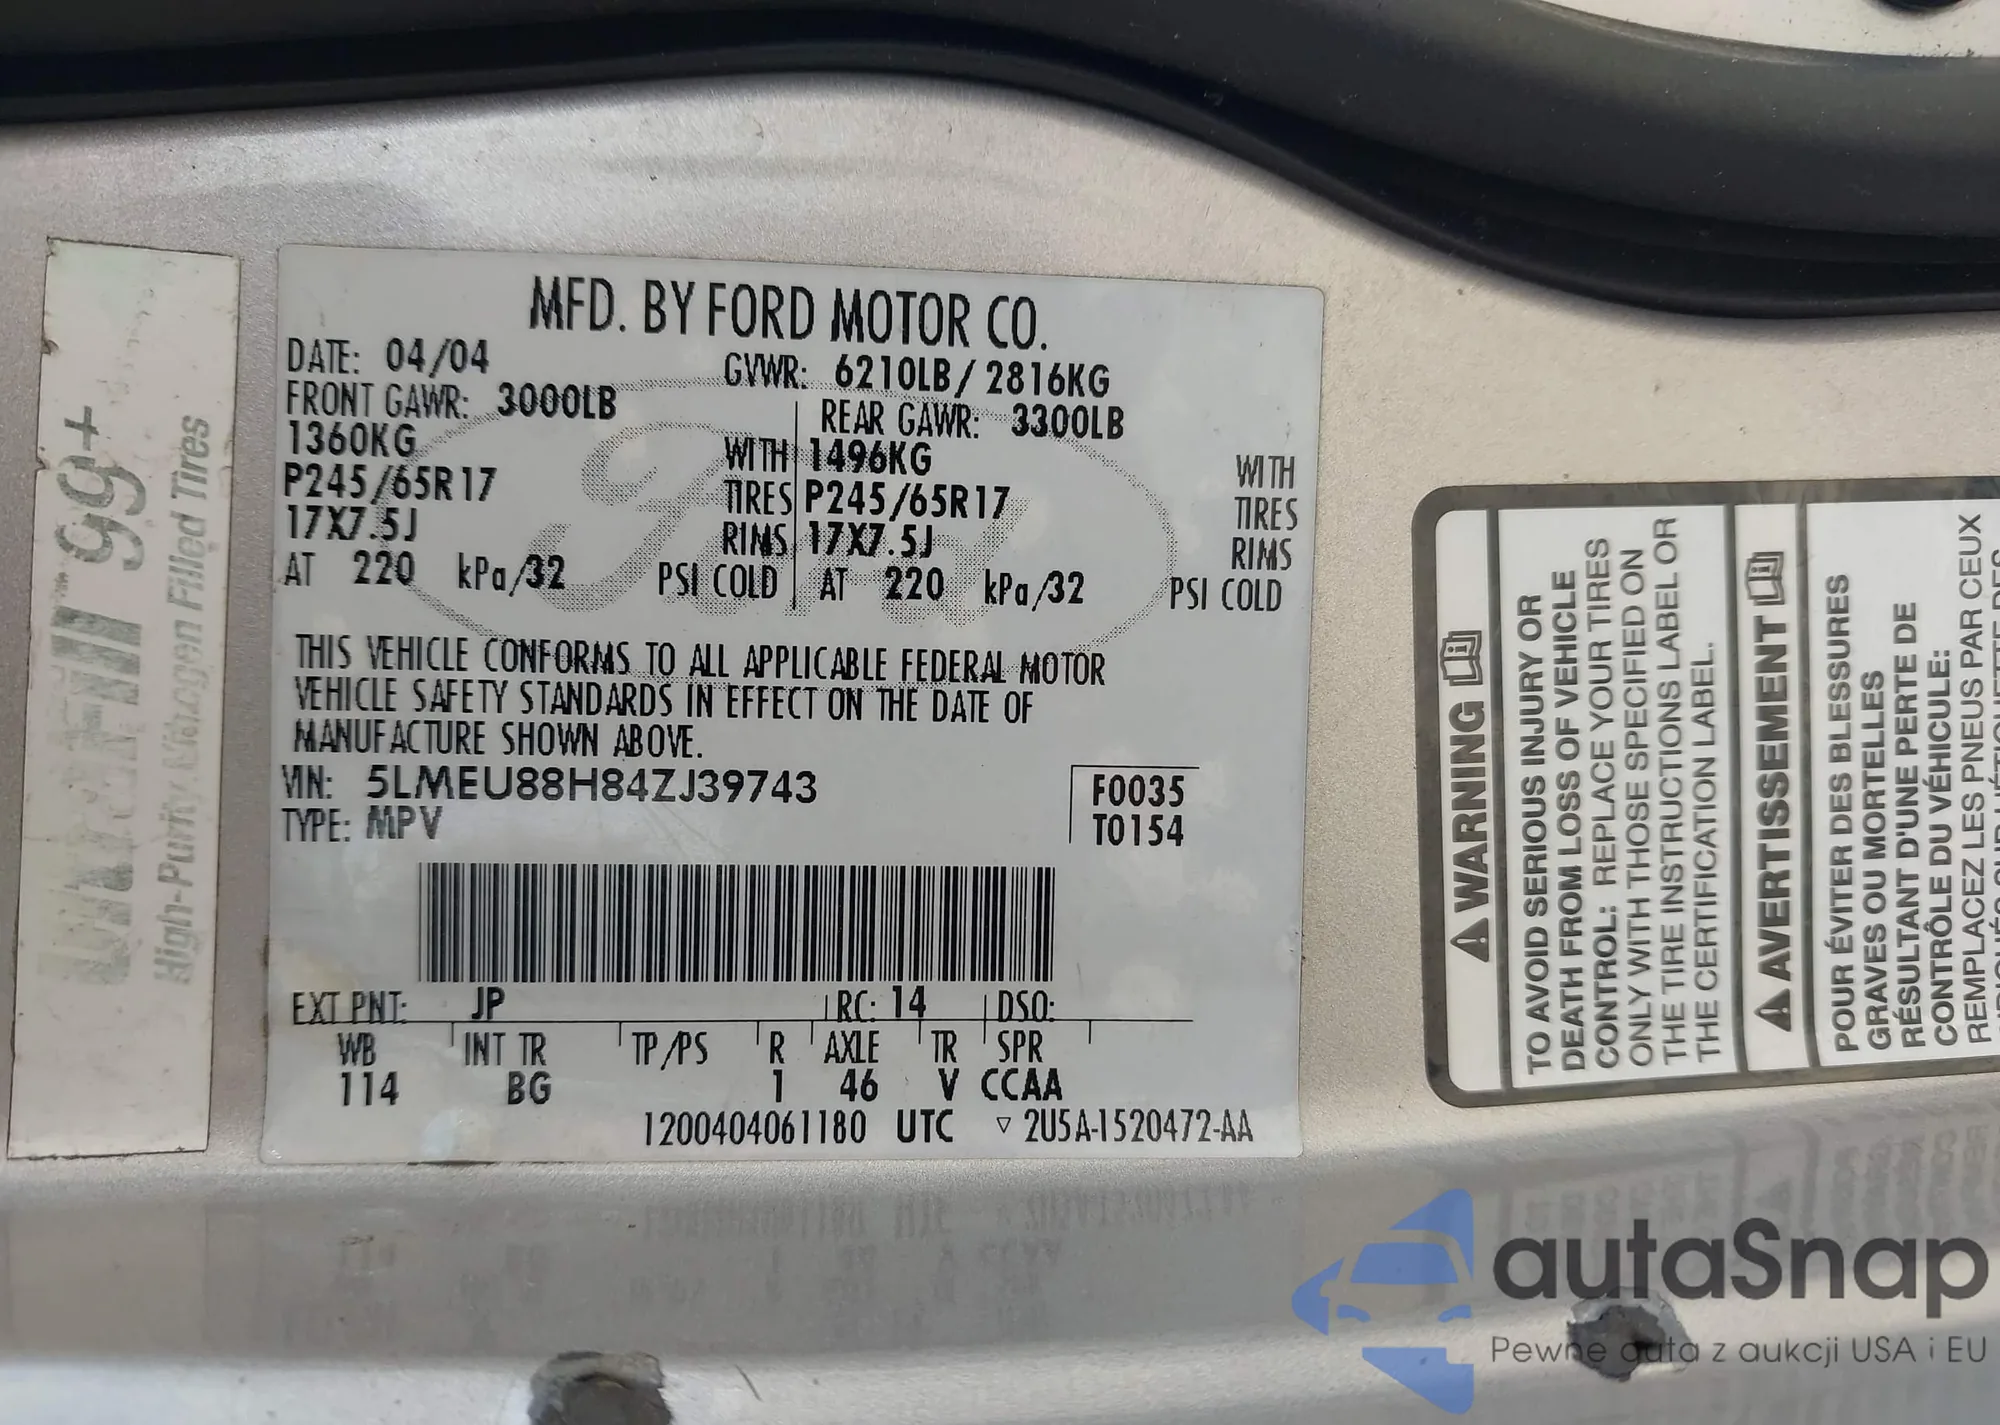 99+
High-Purity Nitrogen Filled Tires
MFD. BY FORD MOTOR CO.
DATE: 04/04
GVWR: 6210LB / 2816KG
FRONT GAWR: 3000LB
REAR GAWR: 3300LB
1360KG WITH
1496KG WITH
P245/65R17 TIRES
P245/65R17 TIRES
17X7.5J RIMS
17X7.5J RIMS
AT 220 kPa/32 PSI COLD
AT 220 kPa/32 PSI COLD
THIS VEHICLE CONFORMS TO ALL APPLICABLE FEDERAL MOTOR
VEHICLE SAFETY STANDARDS IN EFFECT ON THE DATE OF
MANUFACTURE SHOWN ABOVE.
VIN: 5LMEU88H84ZJ39743
F0035
TYPE: MPV
T0154
EXT PNT: JP RC: 14 DSO:
WB INT TR TP/PS R AXLE TR SPR
114 BG 1 46 V CCAA
1200404061180 UTC ▽ 2U5A-1520472-AA
Ford
⚠ WARNING
TO AVOID SERIOUS INJURY OR
DEATH FROM LOSS OF VEHICLE
CONTROL: REPLACE YOUR TIRES
ONLY WITH THOSE SPECIFIED ON
THE TIRE INSTRUCTIONS LABEL OR
THE CERTIFICATION LABEL.
⚠ AVERTISSEMENT
POUR ÉVITER DES BLESSURES
GRAVES OU MORTELLES
RÉSULTANT D'UNE PERTE DE
CONTRÔLE DU VÉHICULE:
REMPLACEZ LES PNEUS PAR CEUX
autaSnap
Pewne auta z aukcji USA i EU